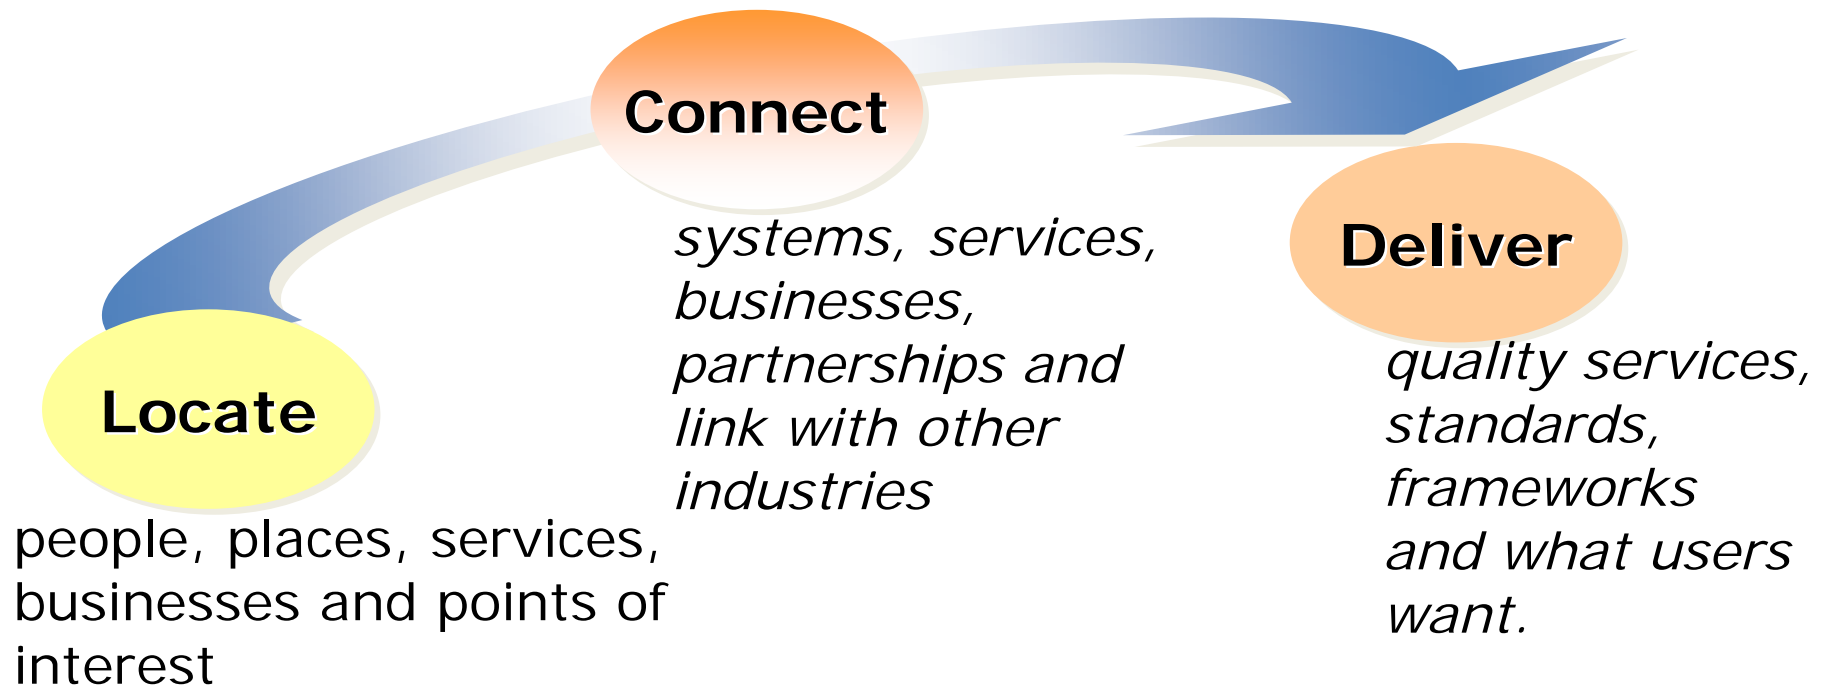 Connect
systems, services,
businesses,
partnerships and
link with other
industries
Deliver
quality services,
standards,
frameworks
and what users
want.
Locate
people, places, services,
businesses and points of
interest